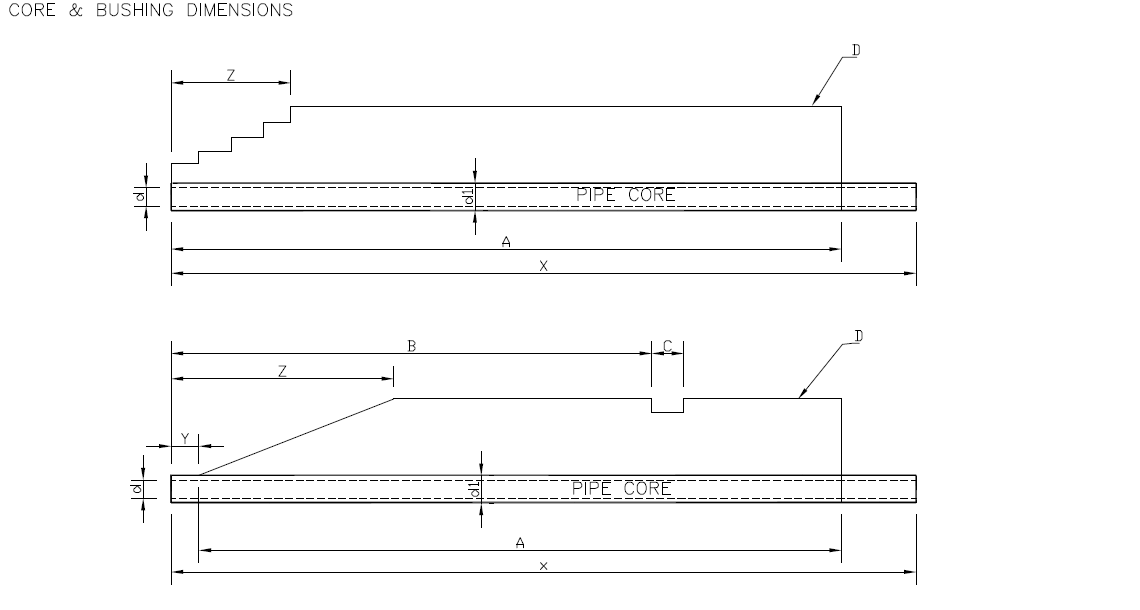 CORE & BUSHING DIMENSIONS
D
Z
d
d1
PIPE CORE
A
X
D
B
C
Z
Y
d
d1
PIPE CORE
A
x